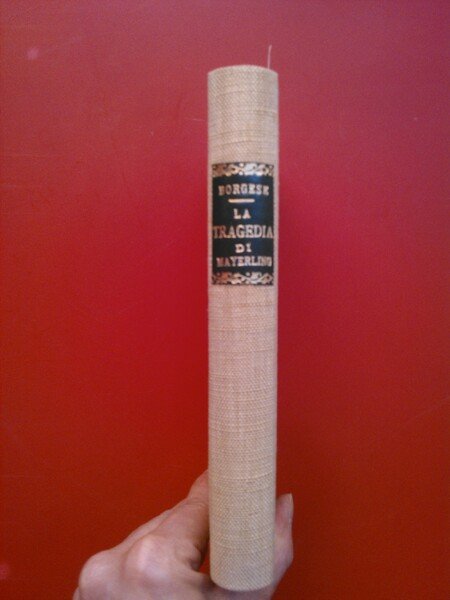 BORGESE
LA
TRAGEDIA
DI
MAYERLING